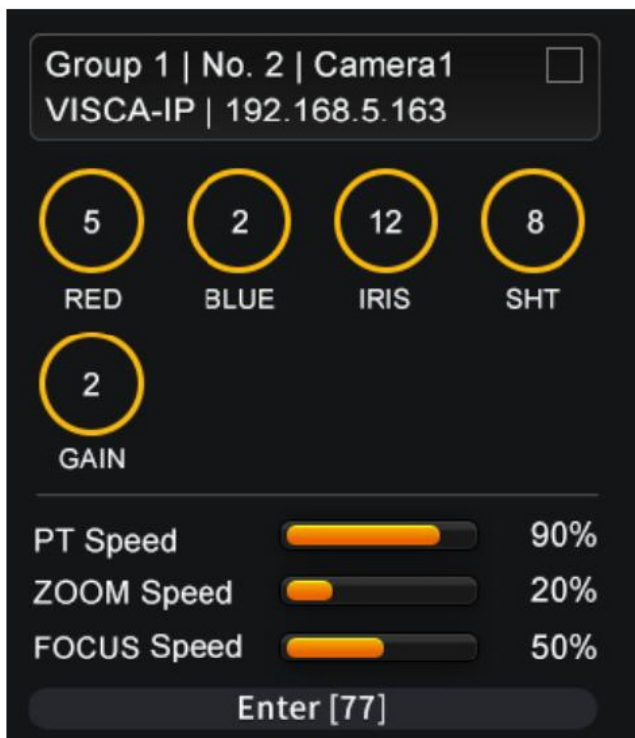 Group 1 | No. 2 | Camera1
VISCA-IP | 192.168.5.163
5 2 12 8
RED BLUE IRIS SHT
2
GAIN
PT Speed 90%
ZOOM Speed 20%
FOCUS Speed 50%
Enter [77]